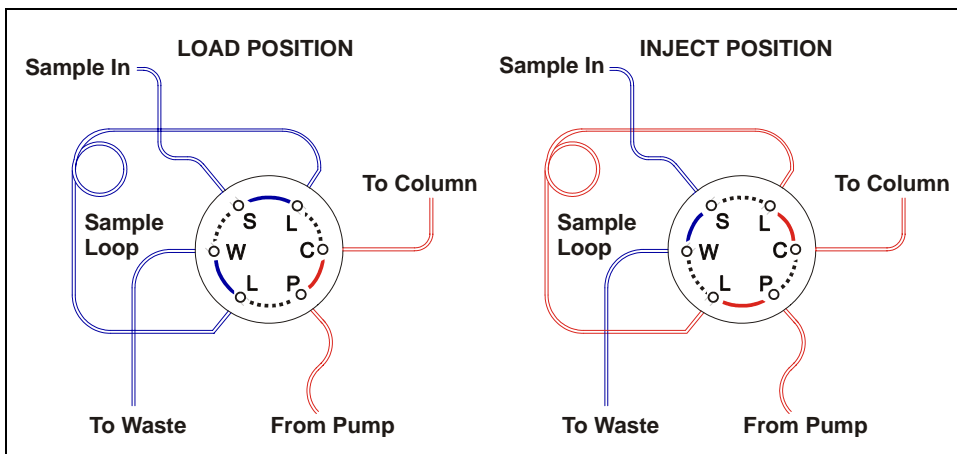 LOAD POSITION
Sample In
To Column
Sample
Loop
S
L
W
C
L
P
To Waste
From Pump
INJECT POSITION
Sample In
To Column
Sample
Loop
S
L
W
C
L
P
To Waste
From Pump